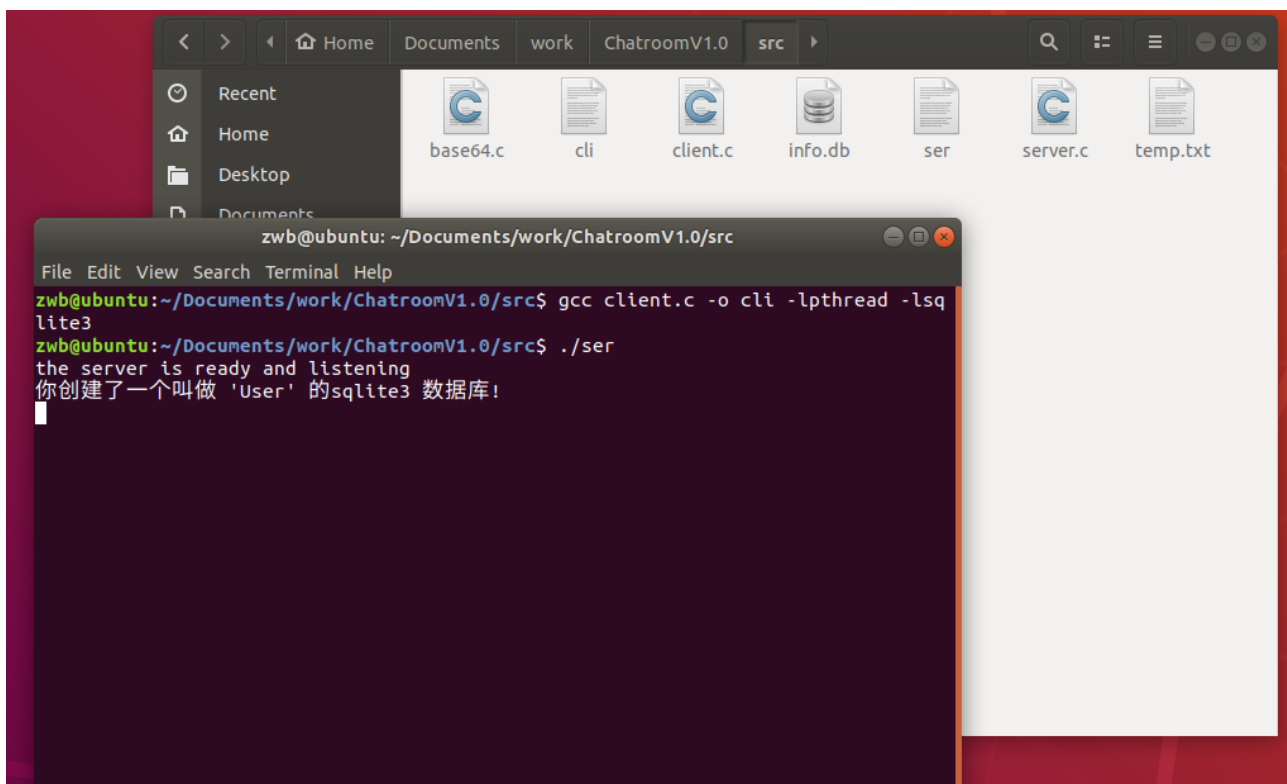 Home Documents work ChatroomV1.0 src
Recent
Home
Desktop
Documents
base64.c cli client.c info.db ser server.c temp.txt
zwb@ubuntu: ~/Documents/work/ChatroomV1.0/src
File Edit View Search Terminal Help
zwb@ubuntu:~/Documents/work/ChatroomV1.0/src$ gcc client.c -o cli -lpthread -lsq
lite3
zwb@ubuntu:~/Documents/work/ChatroomV1.0/src$ ./ser
the server is ready and listening
你创建了一个叫做 'User' 的sqlite3 数据库!